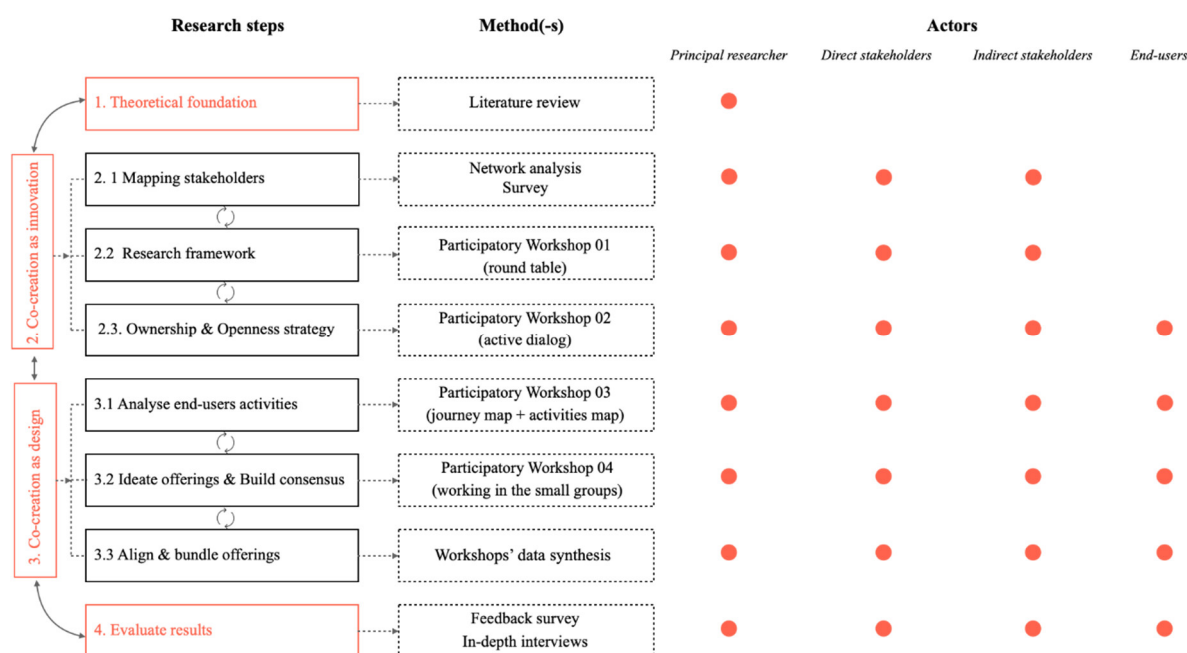 Research steps
Method(-s)
Actors
Principal researcher
Direct stakeholders
Indirect stakeholders
End-users
1. Theoretical foundation
Literature review
2. Co-creation as innovation
2. 1 Mapping stakeholders
Network analysis
Survey
2.2 Research framework
Participatory Workshop 01
(round table)
2.3. Ownership & Openness strategy
Participatory Workshop 02
(active dialog)
3. Co-creation as design
3.1 Analyse end-users activities
Participatory Workshop 03
(journey map + activities map)
3.2 Ideate offerings & Build consensus
Participatory Workshop 04
(working in the small groups)
3.3 Align & bundle offerings
Workshops' data synthesis
4. Evaluate results
Feedback survey
In-depth interviews